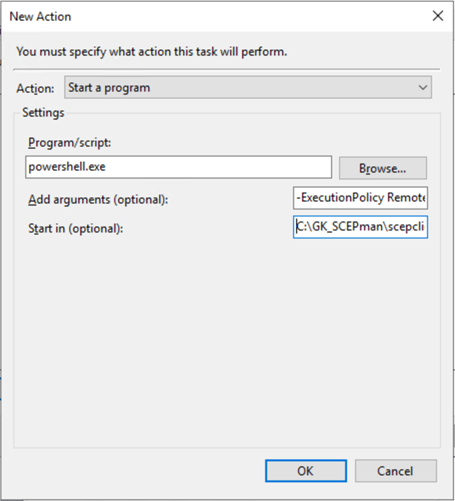 New Action
You must specify what action this task will perform.
Action:
Start a program
Settings
Program/script:
powershell.exe
Browse...
Add arguments (optional):
-ExecutionPolicy Remote
Start in (optional):
C:\GK_SCEPman\scepcli
OK
Cancel